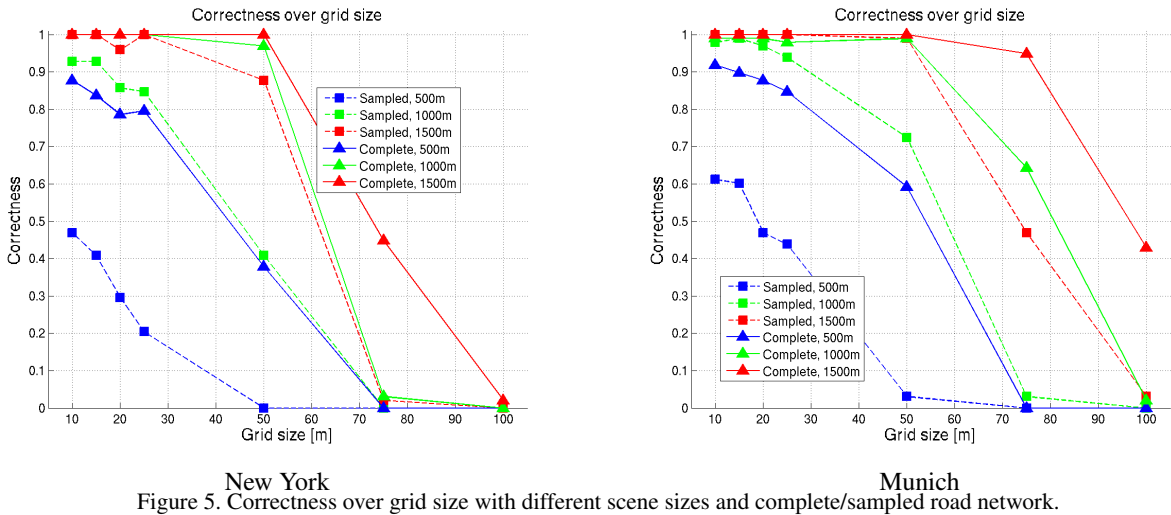 Correctness over grid size
1
0.9
0.8
0.7
0.6
0.5
0.4
0.3
0.2
0.1
0
Correctness
Sampled, 500m
Sampled, 1000m
Sampled, 1500m
Complete, 500m
Complete, 1000m
Complete, 1500m
10 20 30 40 50 60 70 80 90 100
Grid size [m]
New York
Correctness over grid size
1
0.9
0.8
0.7
0.6
0.5
0.4
0.3
0.2
0.1
0
Correctness
Sampled, 500m
Sampled, 1000m
Sampled, 1500m
Complete, 500m
Complete, 1000m
Complete, 1500m
10 20 30 40 50 60 70 80 90 100
Grid size [m]
Munich
Figure 5. Correctness over grid size with different scene sizes and complete/sampled road network.